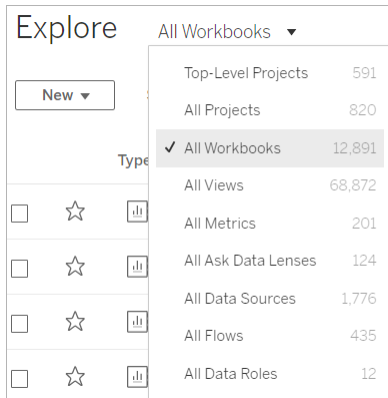 Explore All Workbooks
Top-Level Projects 591
New
All Projects 820
Type
All Workbooks 12,891
All Views 68,872
All Metrics 201
All Ask Data Lenses 124
All Data Sources 1,776
All Flows 435
All Data Roles 12